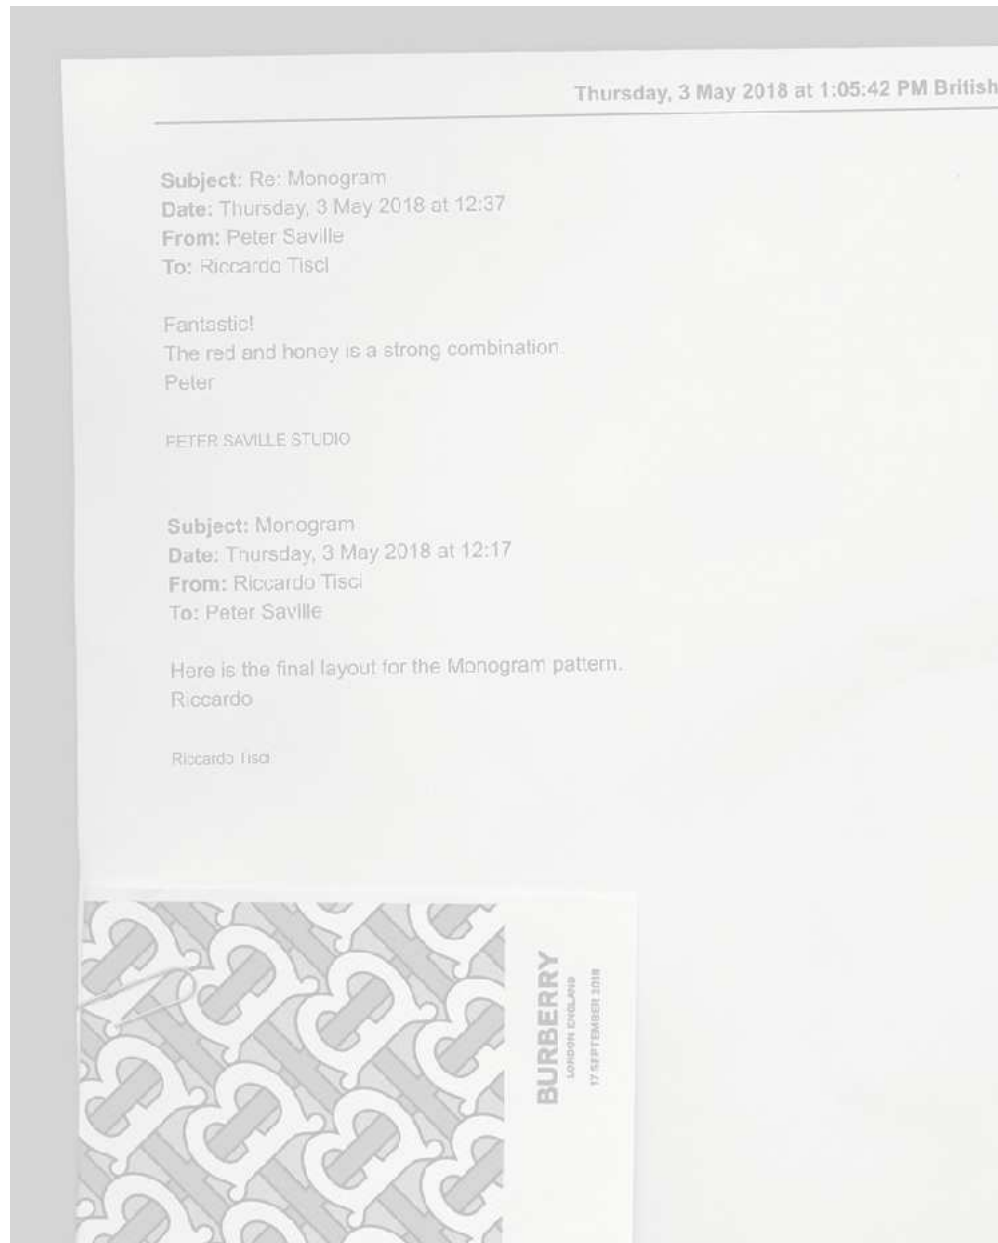 Thursday, 3 May 2018 at 1:05:42 PM British
Subject: Re: Monogram
Date: Thursday, 3 May 2018 at 12:37
From: Peter Saville
To: Riccardo Tisci
Fantastic!
The red and honey is a strong combination.
Peter
PETER SAVILLE STUDIO
Subject: Monogram
Date: Thursday, 3 May 2018 at 12:17
From: Riccardo Tisci
To: Peter Saville
Here is the final layout for the Monogram pattern.
Riccardo
Riccardo Tisci
BURBERRY
LONDON ENGLAND
17 SEPTEMBER 2018